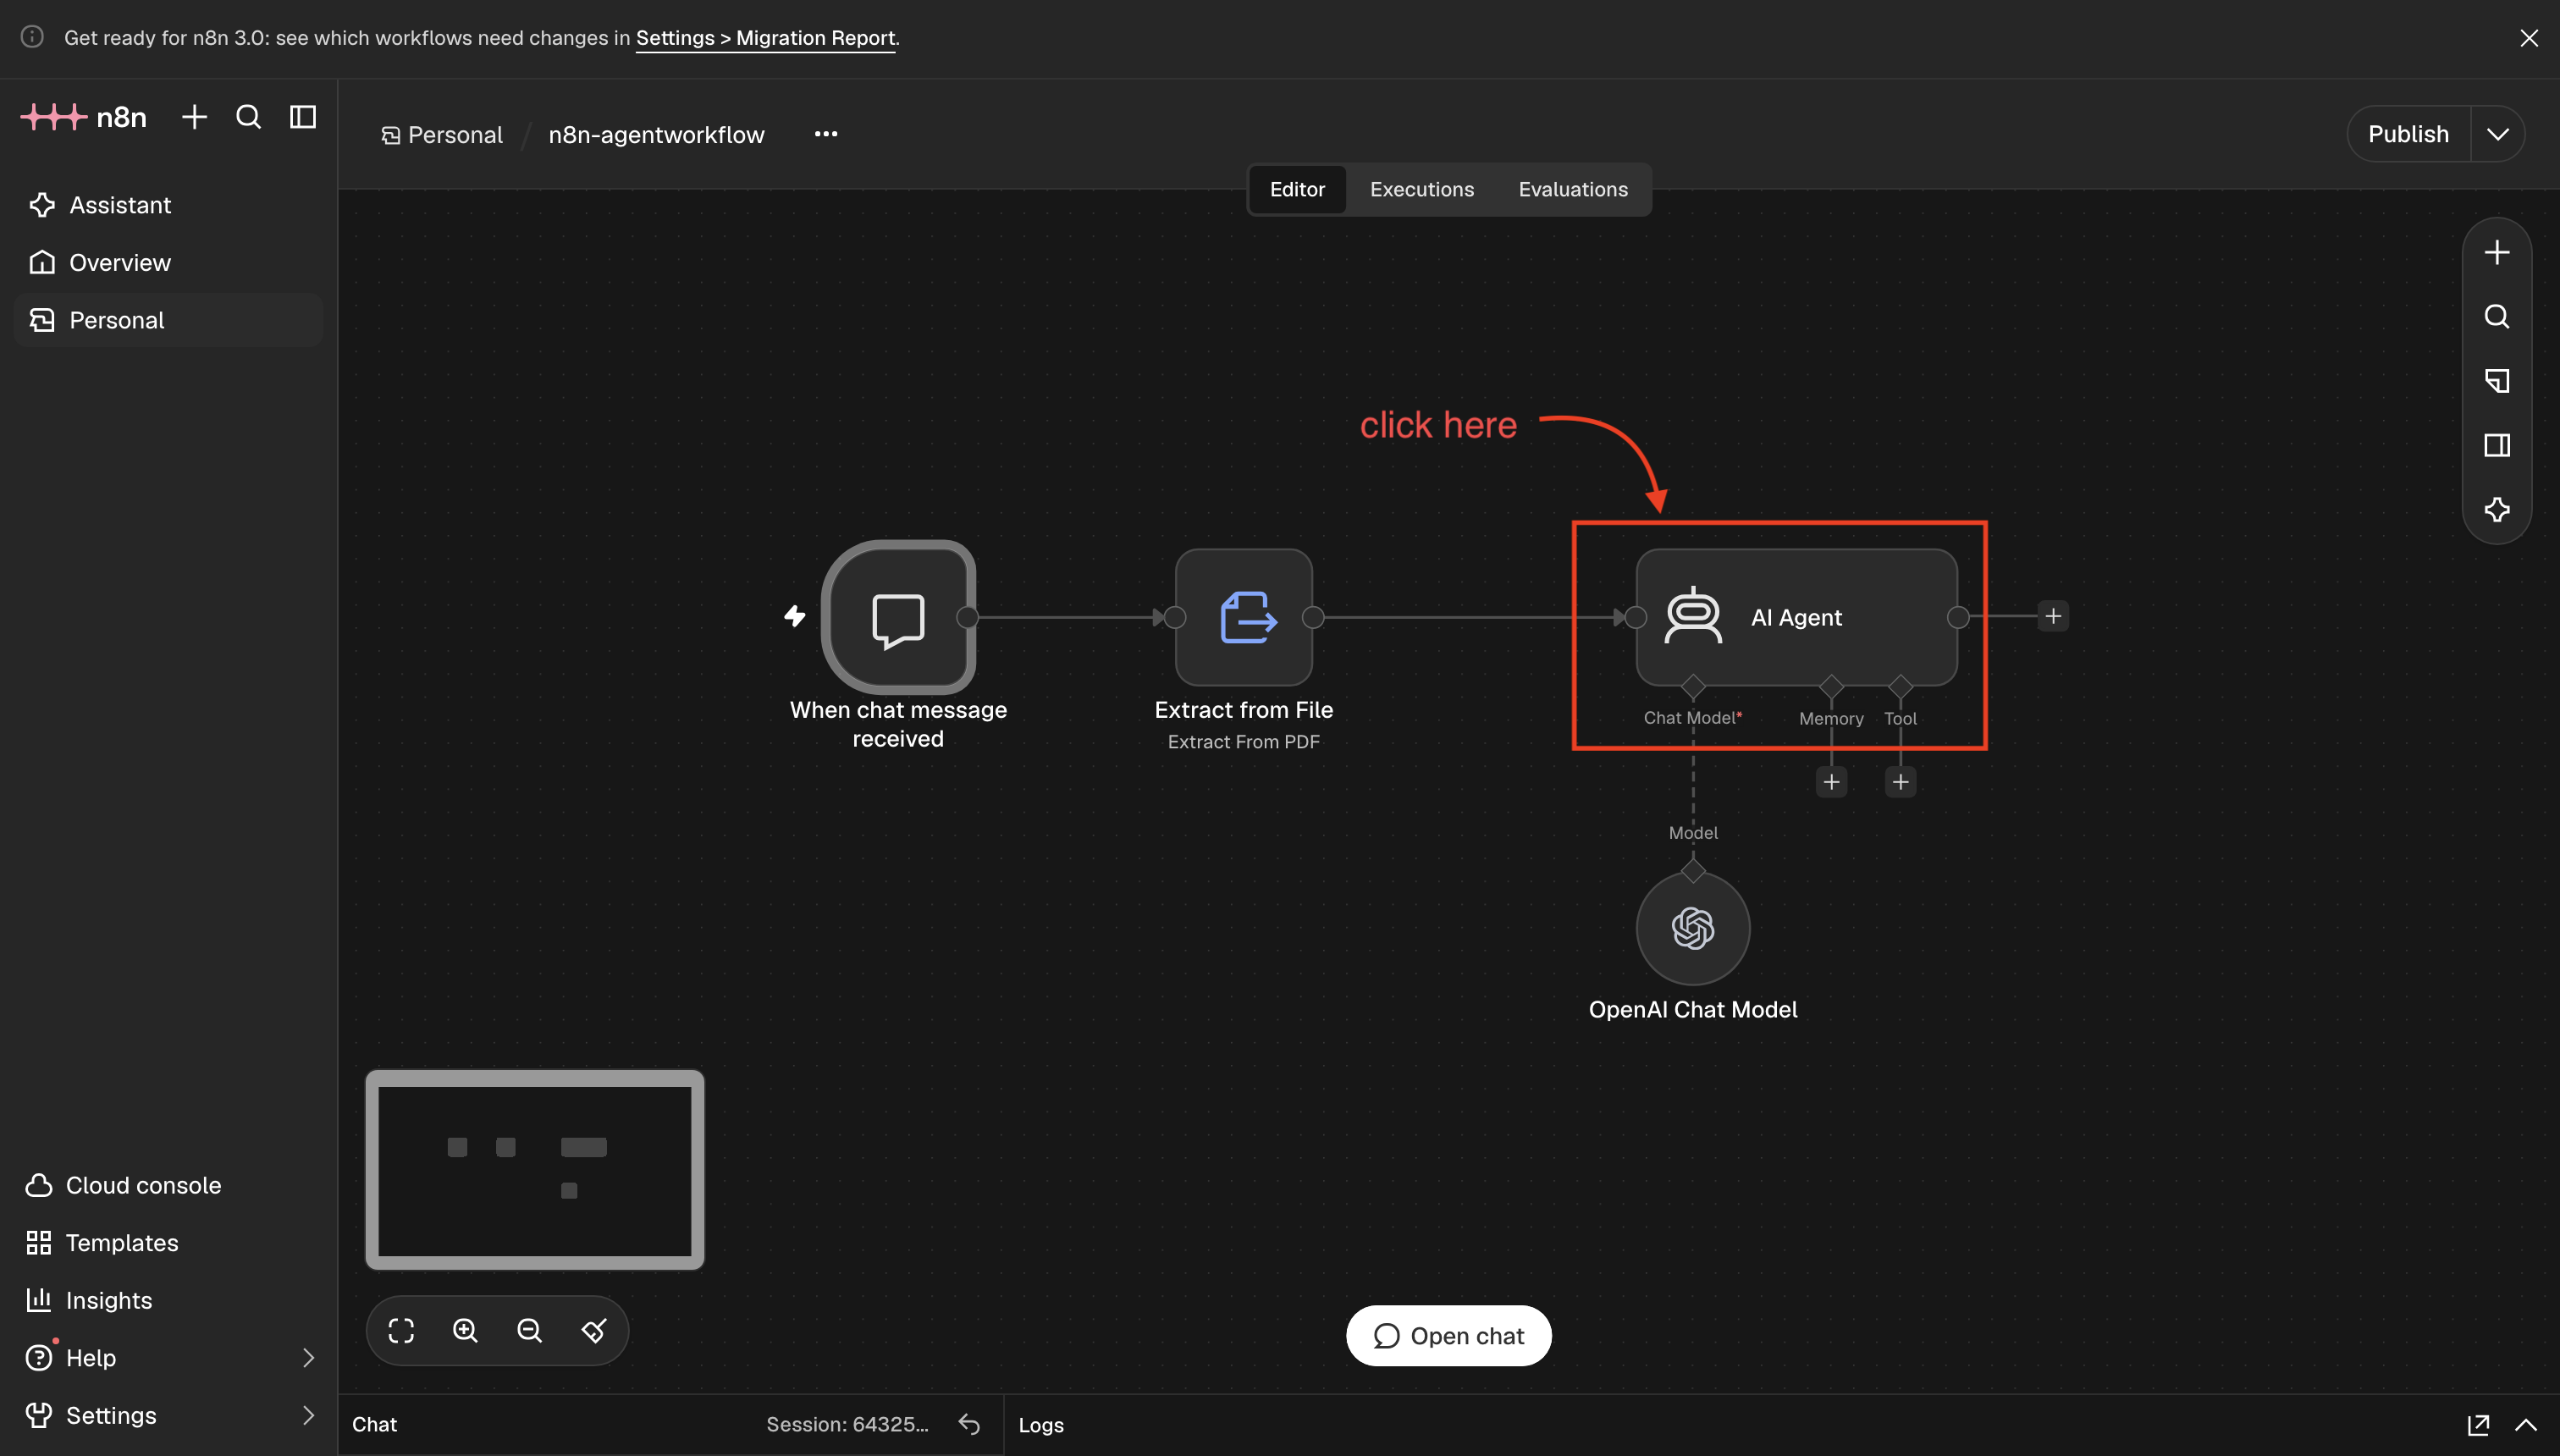 Get ready for n8n 3.0: see which workflows need changes in Settings > Migration Report.
n8n
Personal / n8n-agentworkflow
Publish
Editor Executions Evaluations
Assistant
Overview
Personal
click here
AI Agent
When chat message
received
Extract from File
Extract From PDF
Chat Model*
Memory
Tool
Model
OpenAI Chat Model
Cloud console
Templates
Insights
Help
Settings
Open chat
Chat
Session: 64325...
Logs